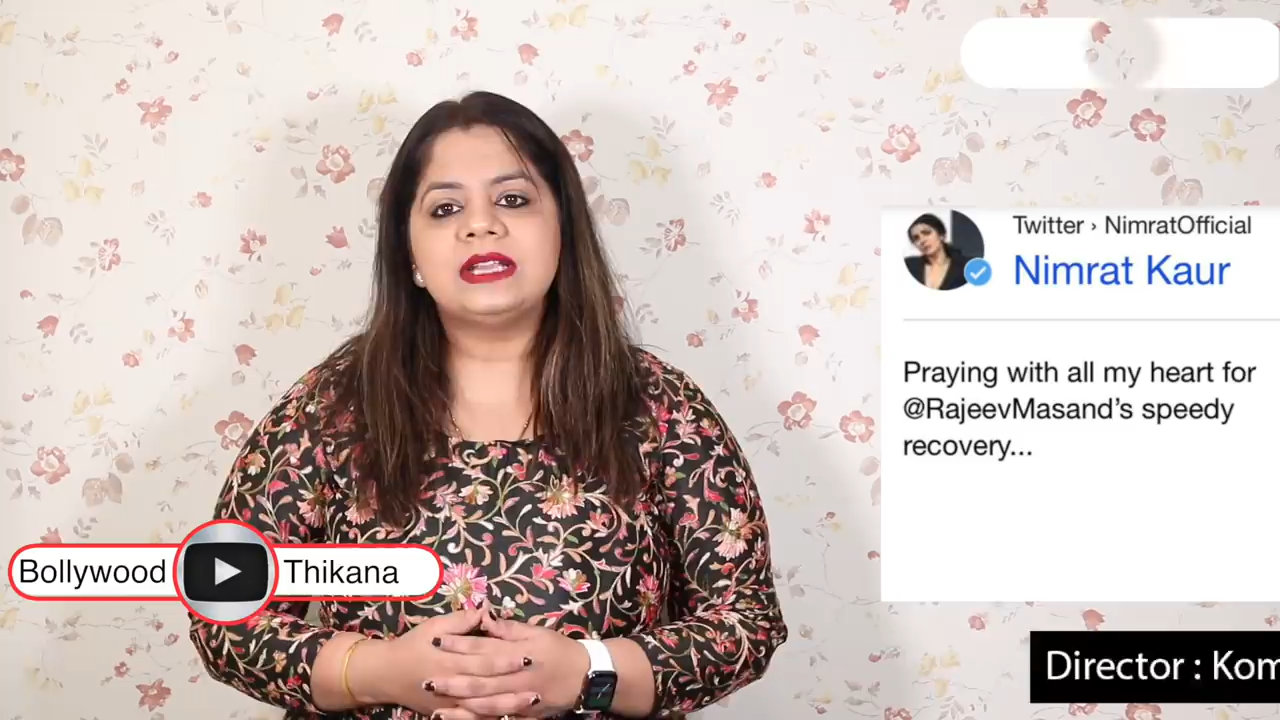 Twitter › NimratOfficial
Nimrat Kaur
Praying with all my heart for
@RajeevMasand’s speedy
recovery...
Bollywood Thikana
Director : Kom